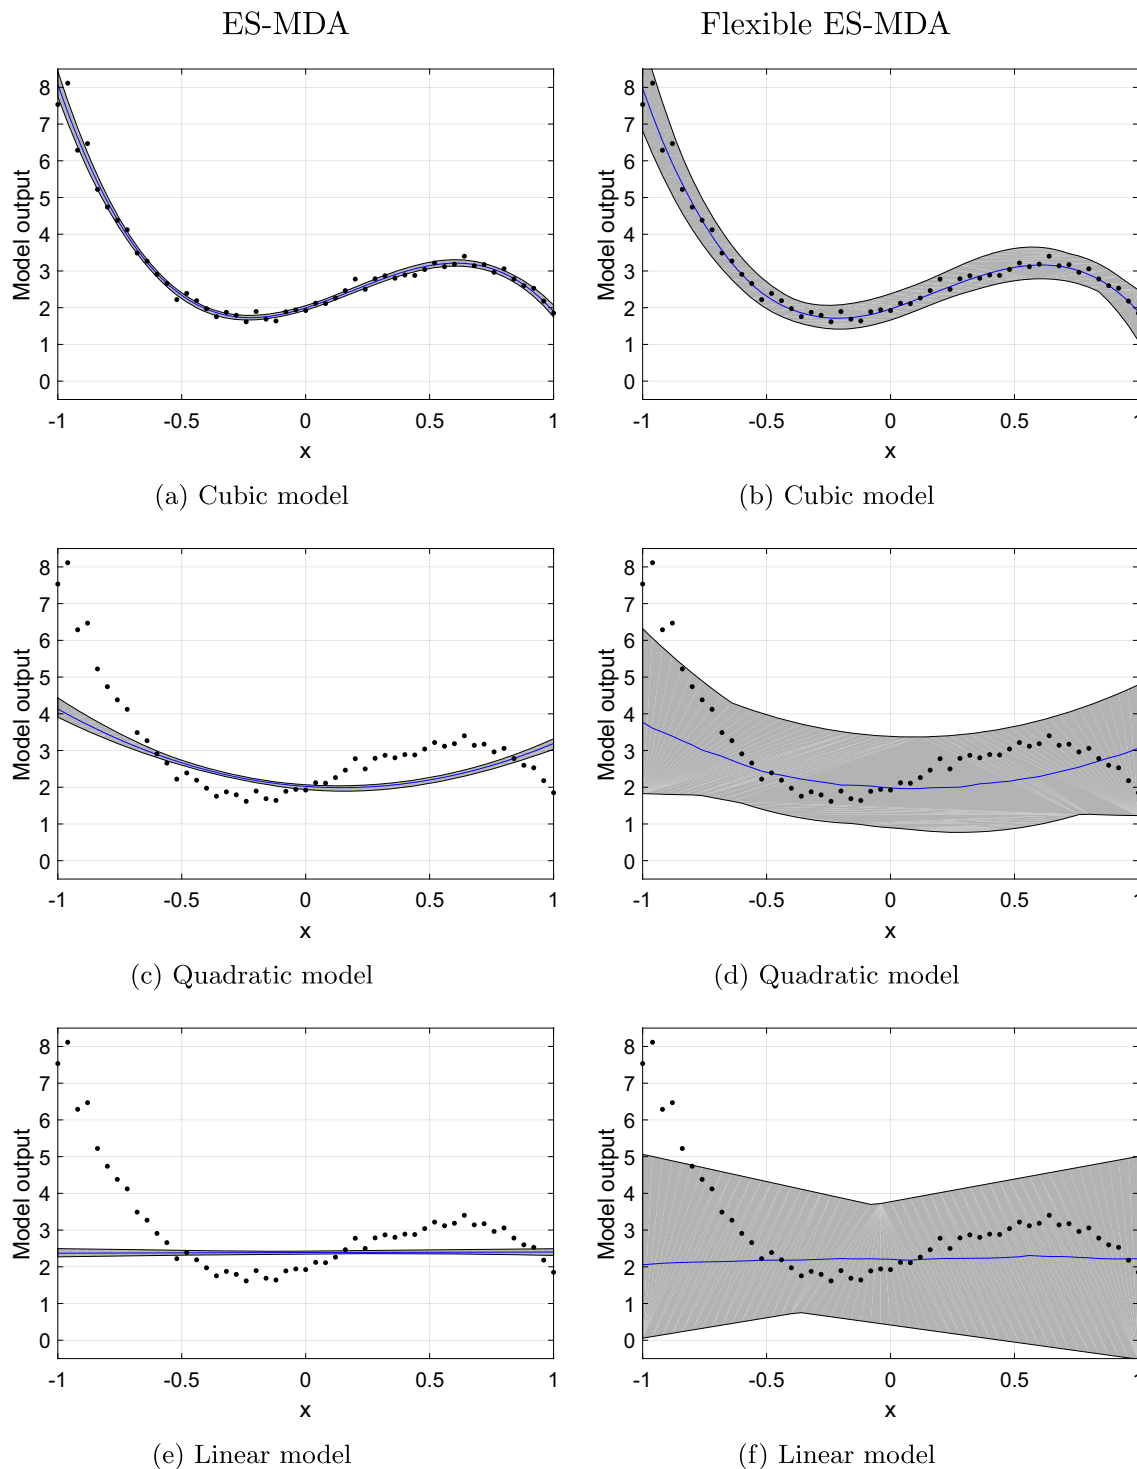 ES-MDA Flexible ES-MDA
8
7
6
5
4
3
2
1
0
Model output
-1 -0.5 0 0.5 1
x
(a) Cubic model
8
7
6
5
4
3
2
1
0
Model output
-1 -0.5 0 0.5 1
x
(b) Cubic model
8
7
6
5
4
3
2
1
0
Model output
-1 -0.5 0 0.5 1
x
(c) Quadratic model
8
7
6
5
4
3
2
1
0
Model output
-1 -0.5 0 0.5 1
x
(d) Quadratic model
8
7
6
5
4
3
2
1
0
Model output
-1 -0.5 0 0.5 1
x
(e) Linear model
8
7
6
5
4
3
2
1
0
Model output
-1 -0.5 0 0.5 1
x
(f) Linear model